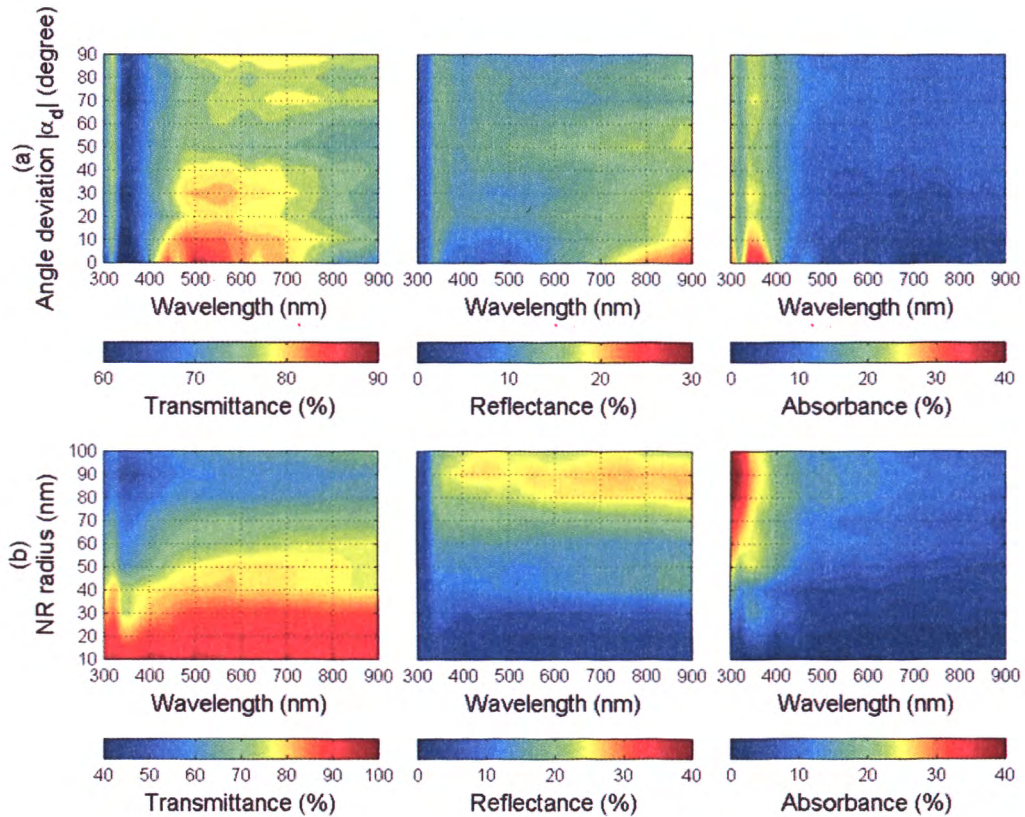 (a)
Angle deviation |α_d| (degree)
90
80
70
60
50
40
30
20
10
0
300 400 500 600 700 800 900
300 400 500 600 700 800 900
300 400 500 600 700 800 900
Wavelength (nm) Wavelength (nm) Wavelength (nm)
60 70 80 90
0 10 20 30
0 10 20 30 40
Transmittance (%) Reflectance (%) Absorbance (%)
(b)
NR radius (nm)
100
90
80
70
60
50
40
30
20
10
300 400 500 600 700 800 900
300 400 500 600 700 800 900
300 400 500 600 700 800 900
Wavelength (nm) Wavelength (nm) Wavelength (nm)
40 50 60 70 80 90 100
0 10 20 30 40
0 10 20 30 40
Transmittance (%) Reflectance (%) Absorbance (%)